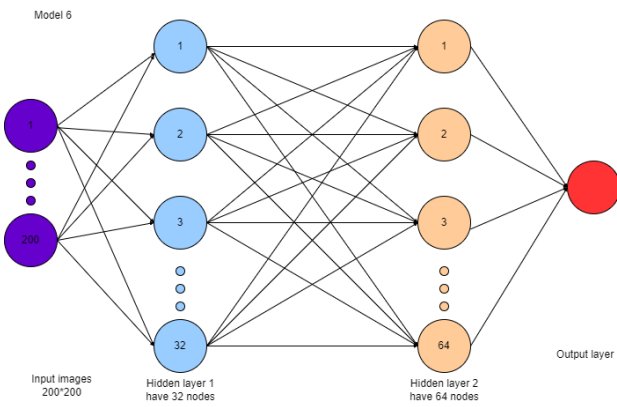 Model 6
1
200
1
2
3
32
1
2
3
64
Input images
200*200
Hidden layer 1
have 32 nodes
Hidden layer 2
have 64 nodes
Output layer